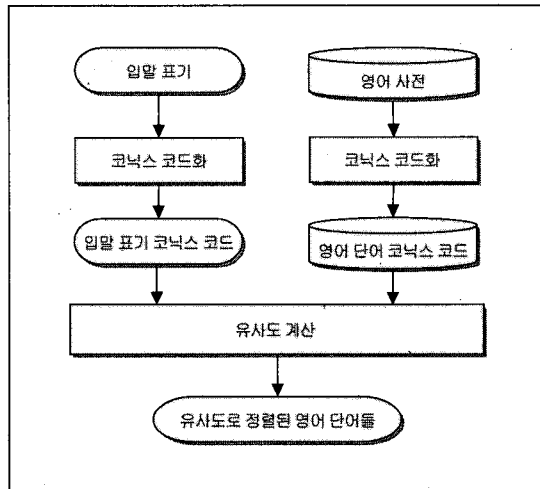 입말 표기
영어 사전
코닉스 코드화
코닉스 코드화
입말 표기 코닉스 코드
영어 단어 코닉스 코드
유사도 계산
유사도로 정렬된 영어 단어들